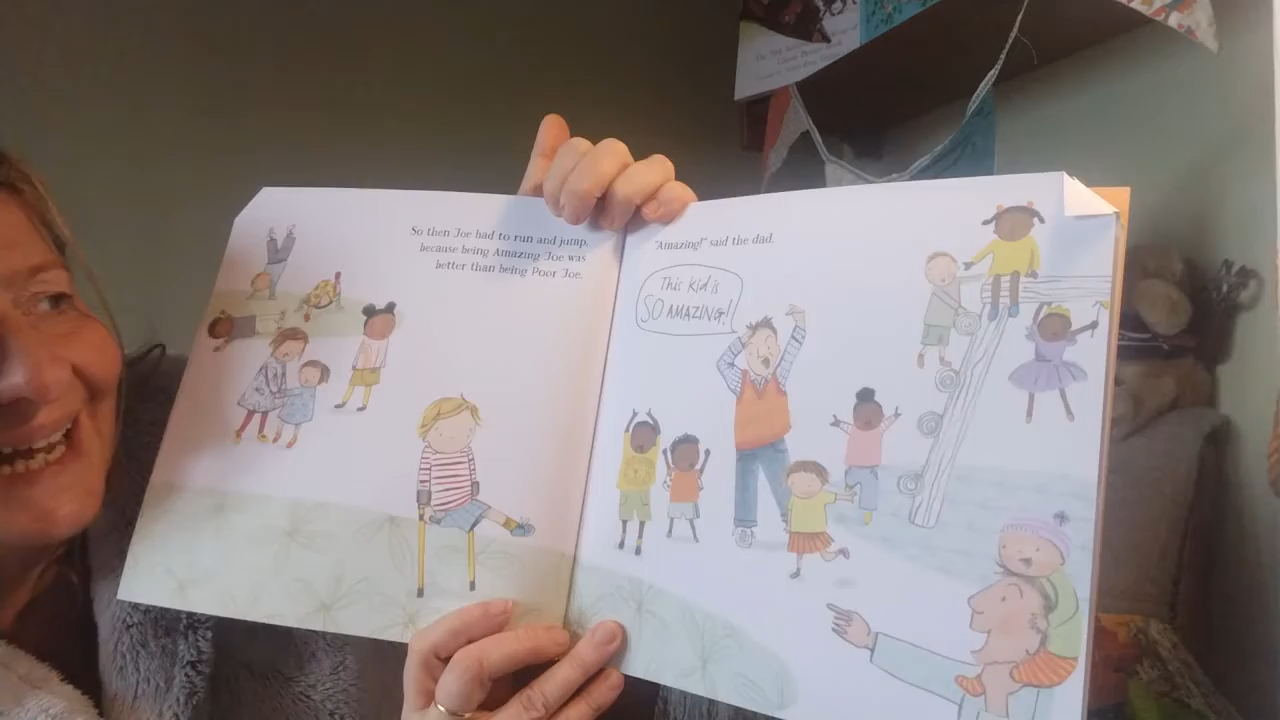 So then Joe had to run and jump,
because being Amazing Joe was
better than being Poor Joe.
"Amazing!" said the dad.
This kid is
SO AMAZING!